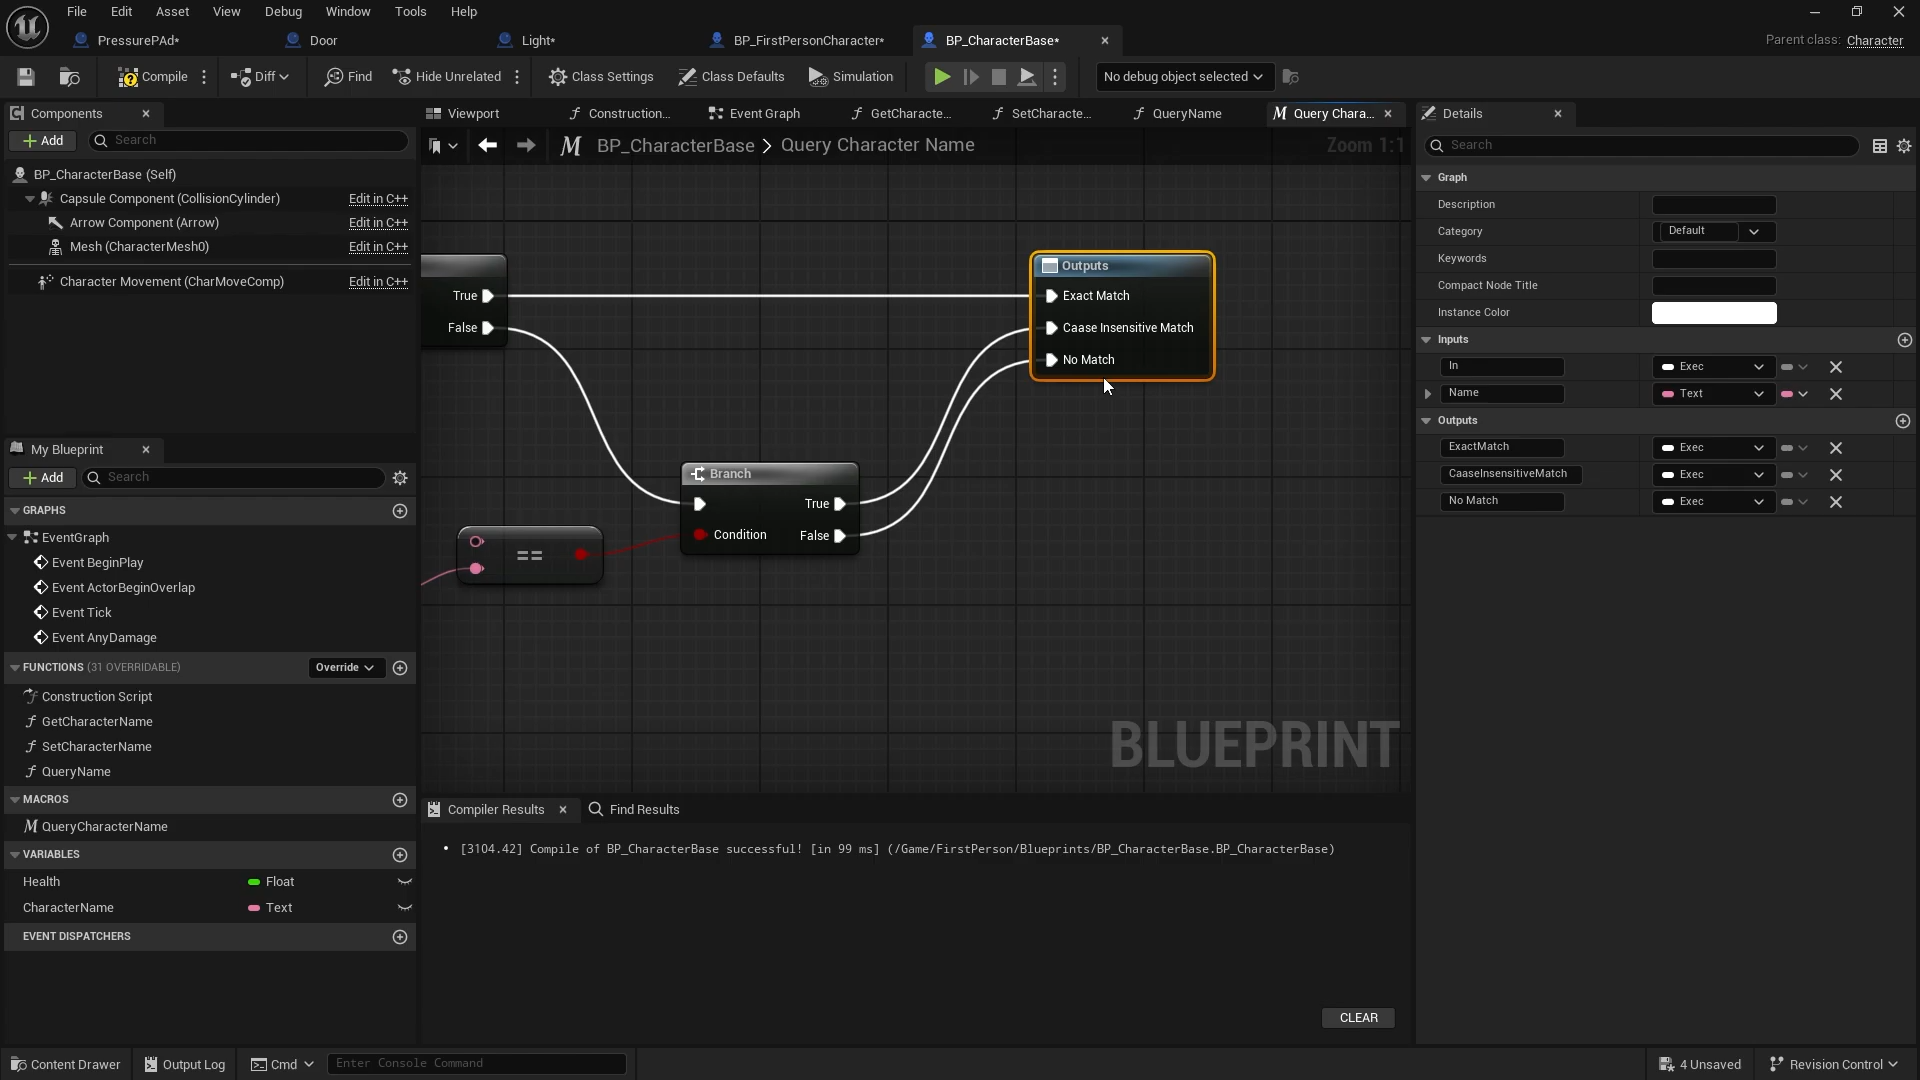 File Edit Asset View Debug Window Tools Help
PressurePAd* Door Light* BP_FirstPersonCharacter* BP_CharacterBase* Parent class: Character
Compile Diff Find Hide Unrelated Class Settings Class Defaults Simulation No debug object selected
Components Viewport Construction... Event Graph GetCharacte... SetCharacte... QueryName Query Chara... Details
Add Search
BP_CharacterBase > Query Character Name Zoom 1:1
Search
BP_CharacterBase (Self)
Capsule Component (CollisionCylinder) Edit in C++
Arrow Component (Arrow) Edit in C++
Mesh (CharacterMesh0) Edit in C++
Character Movement (CharMoveComp) Edit in C++
True
False
Outputs
Exact Match
Caase Insensitive Match
No Match
Branch
True
Condition False
==
BLUEPRINT
Graph
Description
Category Default
Keywords
Compact Node Title
Instance Color
Inputs
In Exec
Name Text
Outputs
ExactMatch Exec
CaaseInsensitiveMatch Exec
No Match Exec
My Blueprint
Add Search
GRAPHS
EventGraph
Event BeginPlay
Event ActorBeginOverlap
Event Tick
Event AnyDamage
FUNCTIONS (31 OVERRIDABLE) Override
Construction Script
GetCharacterName
SetCharacterName
QueryName
MACROS
QueryCharacterName
VARIABLES
Health Float
CharacterName Text
EVENT DISPATCHERS
Compiler Results Find Results
[3104.42] Compile of BP_CharacterBase successful! [in 99 ms] (/Game/FirstPerson/Blueprints/BP_CharacterBase.BP_CharacterBase)
CLEAR
Content Drawer Output Log Cmd Enter Console Command 4 Unsaved Revision Control